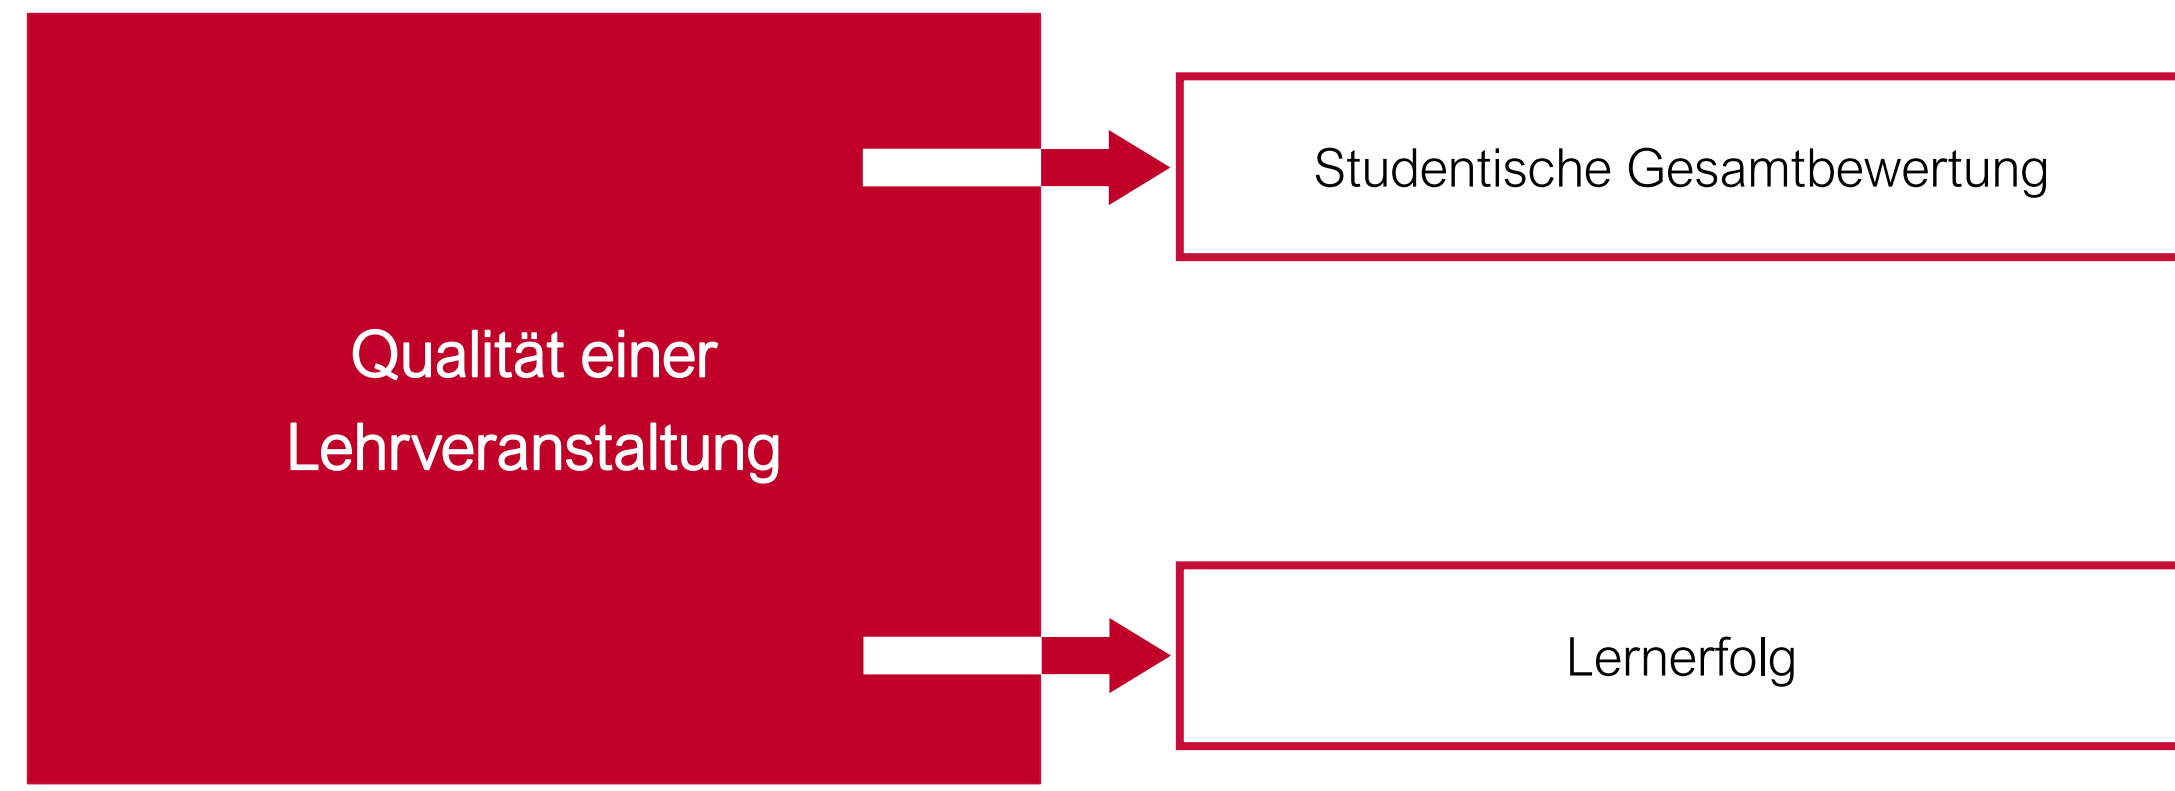 Studentische Gesamtbewertung
Qualität einer
Lehrveranstaltung
Lernerfolg